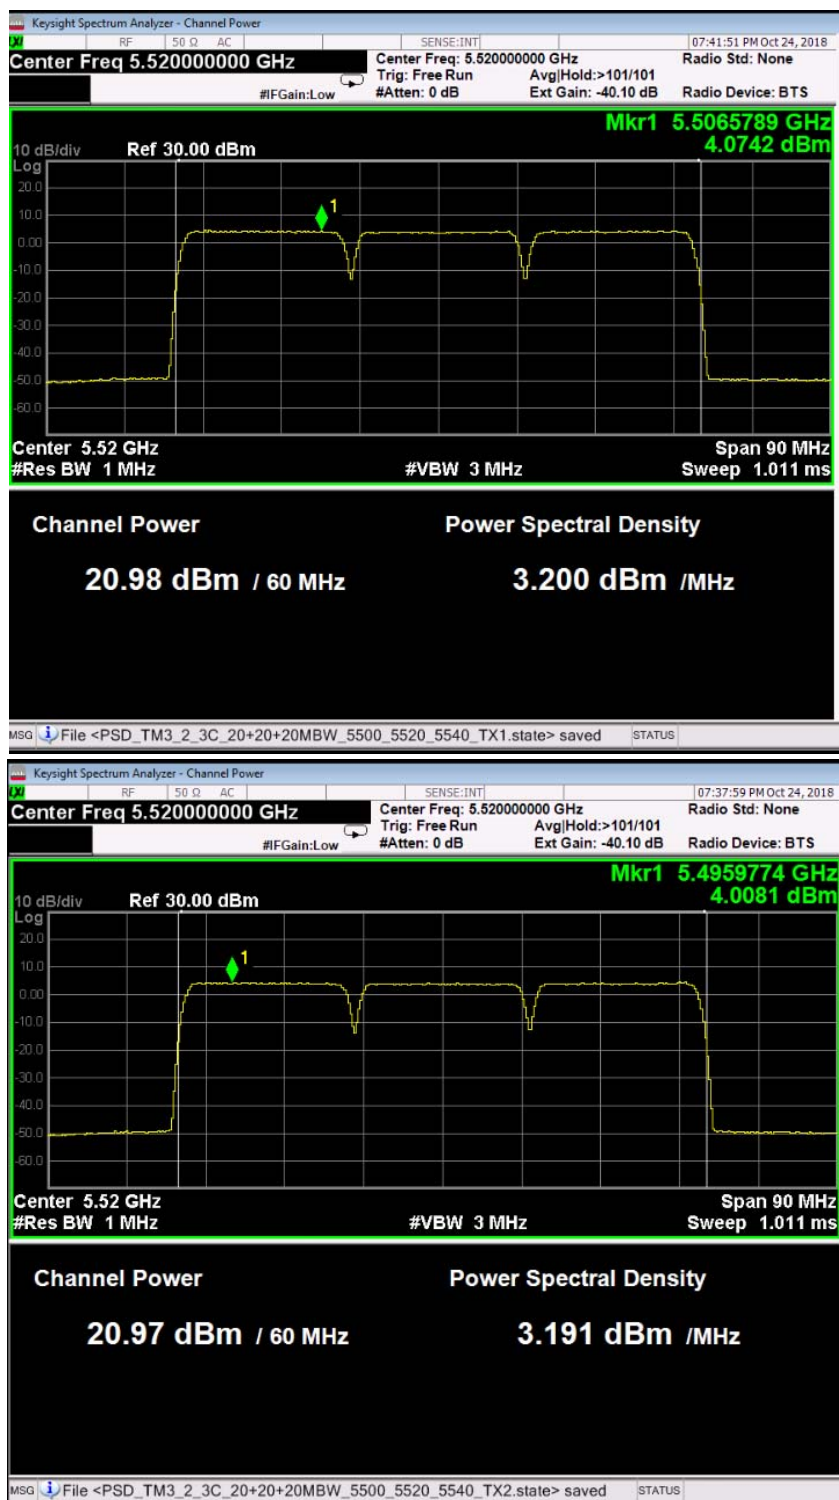 Keysight Spectrum Analyzer - Channel Power
LXI RF 50 Ω AC SENSE:INT 07:41:51 PM Oct 24, 2018
Center Freq 5.520000000 GHz Center Freq: 5.520000000 GHz Radio Std: None
Trig: Free Run Avg|Hold:>101/101
#IFGain:Low #Atten: 0 dB Ext Gain: -40.10 dB Radio Device: BTS
Mkr1 5.5065789 GHz
10 dB/div Ref 30.00 dBm 4.0742 dBm
Log
20.0
1
10.0
0.00
-10.0
-20.0
-30.0
-40.0
-50.0
-60.0
Center 5.52 GHz Span 90 MHz
#Res BW 1 MHz #VBW 3 MHz Sweep 1.011 ms
Channel Power Power Spectral Density
20.98 dBm / 60 MHz 3.200 dBm /MHz
MSG File <PSD_TM3_2_3C_20+20+20MBW_5500_5520_5540_TX1.state> saved STATUS
Keysight Spectrum Analyzer - Channel Power
LXI RF 50 Ω AC SENSE:INT 07:37:59 PM Oct 24, 2018
Center Freq 5.520000000 GHz Center Freq: 5.520000000 GHz Radio Std: None
Trig: Free Run Avg|Hold:>101/101
#IFGain:Low #Atten: 0 dB Ext Gain: -40.10 dB Radio Device: BTS
Mkr1 5.4959774 GHz
10 dB/div Ref 30.00 dBm 4.0081 dBm
Log
20.0
1
10.0
0.00
-10.0
-20.0
-30.0
-40.0
-50.0
-60.0
Center 5.52 GHz Span 90 MHz
#Res BW 1 MHz #VBW 3 MHz Sweep 1.011 ms
Channel Power Power Spectral Density
20.97 dBm / 60 MHz 3.191 dBm /MHz
MSG File <PSD_TM3_2_3C_20+20+20MBW_5500_5520_5540_TX2.state> saved STATUS